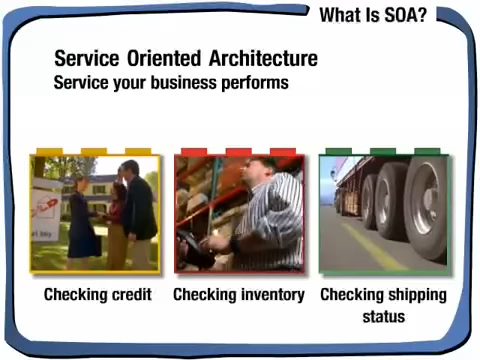 What Is SOA?
Service Oriented Architecture
Service your business performs
Checking credit
Checking inventory
Checking shipping
status